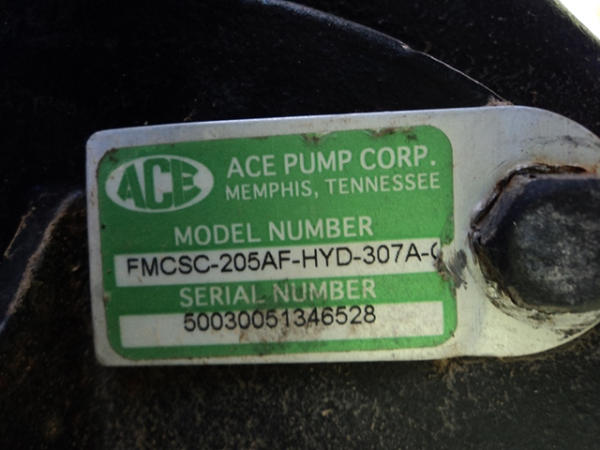 ACE
ACE PUMP CORP.
MEMPHIS, TENNESSEE
MODEL NUMBER
FMCSC-205AF-HYD-307A-
SERIAL NUMBER
50030051346528